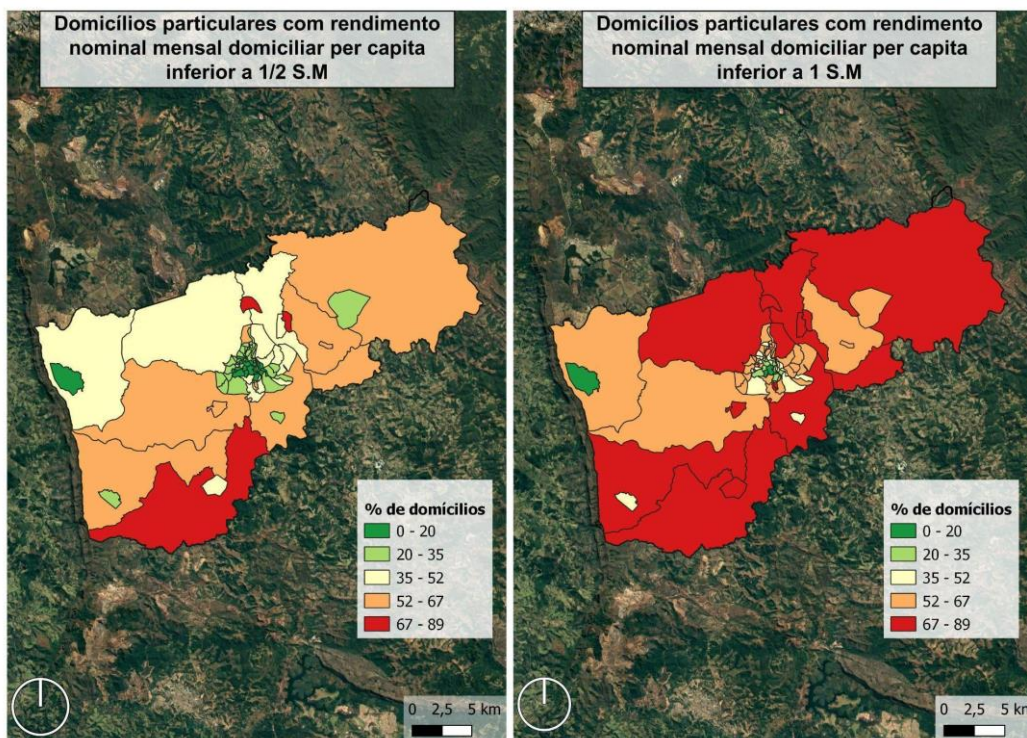 Domicílios particulares com rendimento
nominal mensal domiciliar per capita
inferior a 1/2 S.M
% de domícilios
0 - 20
20 - 35
35 - 52
52 - 67
67 - 89
0 2,5 5 km
Domicílios particulares com rendimento
nominal mensal domiciliar per capita
inferior a 1 S.M
% de domícilios
0 - 20
20 - 35
35 - 52
52 - 67
67 - 89
0 2,5 5 km